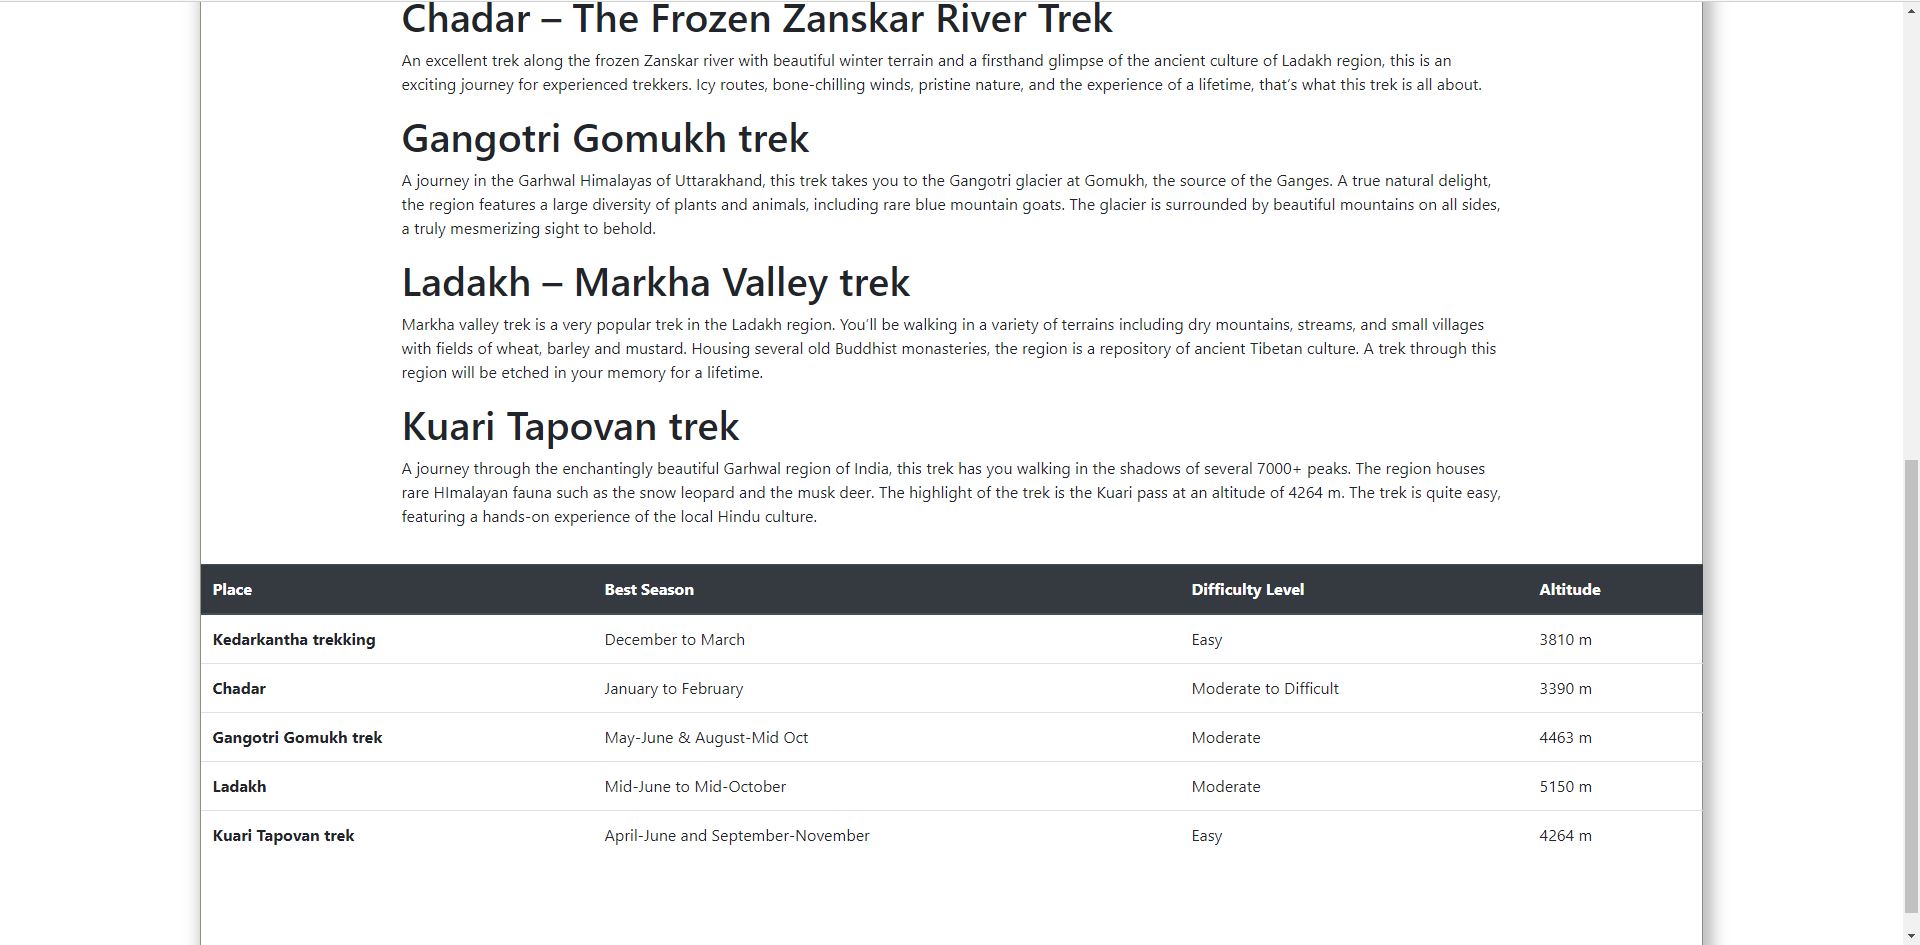 Chadar – The Frozen Zanskar River Trek
An excellent trek along the frozen Zanskar river with beautiful winter terrain and a firsthand glimpse of the ancient culture of Ladakh region, this is an
exciting journey for experienced trekkers. Icy routes, bone-chilling winds, pristine nature, and the experience of a lifetime, that’s what this trek is all about.
Gangotri Gomukh trek
A journey in the Garhwal Himalayas of Uttarakhand, this trek takes you to the Gangotri glacier at Gomukh, the source of the Ganges. A true natural delight,
the region features a large diversity of plants and animals, including rare blue mountain goats. The glacier is surrounded by beautiful mountains on all sides,
a truly mesmerizing sight to behold.
Ladakh – Markha Valley trek
Markha valley trek is a very popular trek in the Ladakh region. You’ll be walking in a variety of terrains including dry mountains, streams, and small villages
with fields of wheat, barley and mustard. Housing several old Buddhist monasteries, the region is a repository of ancient Tibetan culture. A trek through this
region will be etched in your memory for a lifetime.
Kuari Tapovan trek
A journey through the enchantingly beautiful Garhwal region of India, this trek has you walking in the shadows of several 7000+ peaks. The region houses
rare HImalayan fauna such as the snow leopard and the musk deer. The highlight of the trek is the Kuari pass at an altitude of 4264 m. The trek is quite easy,
featuring a hands-on experience of the local Hindu culture.
Place Best Season Difficulty Level Altitude
Kedarkantha trekking December to March Easy 3810 m
Chadar January to February Moderate to Difficult 3390 m
Gangotri Gomukh trek May-June & August-Mid Oct Moderate 4463 m
Ladakh Mid-June to Mid-October Moderate 5150 m
Kuari Tapovan trek April-June and September-November Easy 4264 m